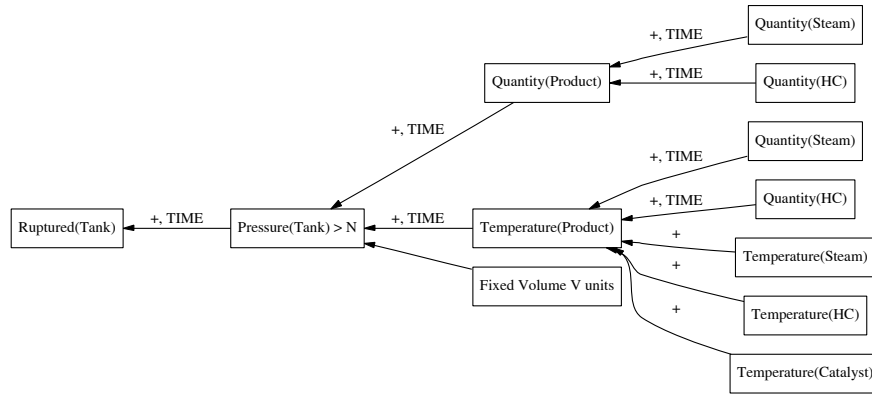 Quantity(Steam)
+, TIME
Quantity(Product)
+, TIME
Quantity(HC)
+, TIME
Quantity(Steam)
+, TIME
Quantity(HC)
+, TIME
Ruptured(Tank)
+, TIME
Pressure(Tank) > N
+, TIME
Temperature(Product)
+
Temperature(Steam)
+
Fixed Volume V units
Temperature(HC)
+
Temperature(Catalyst)